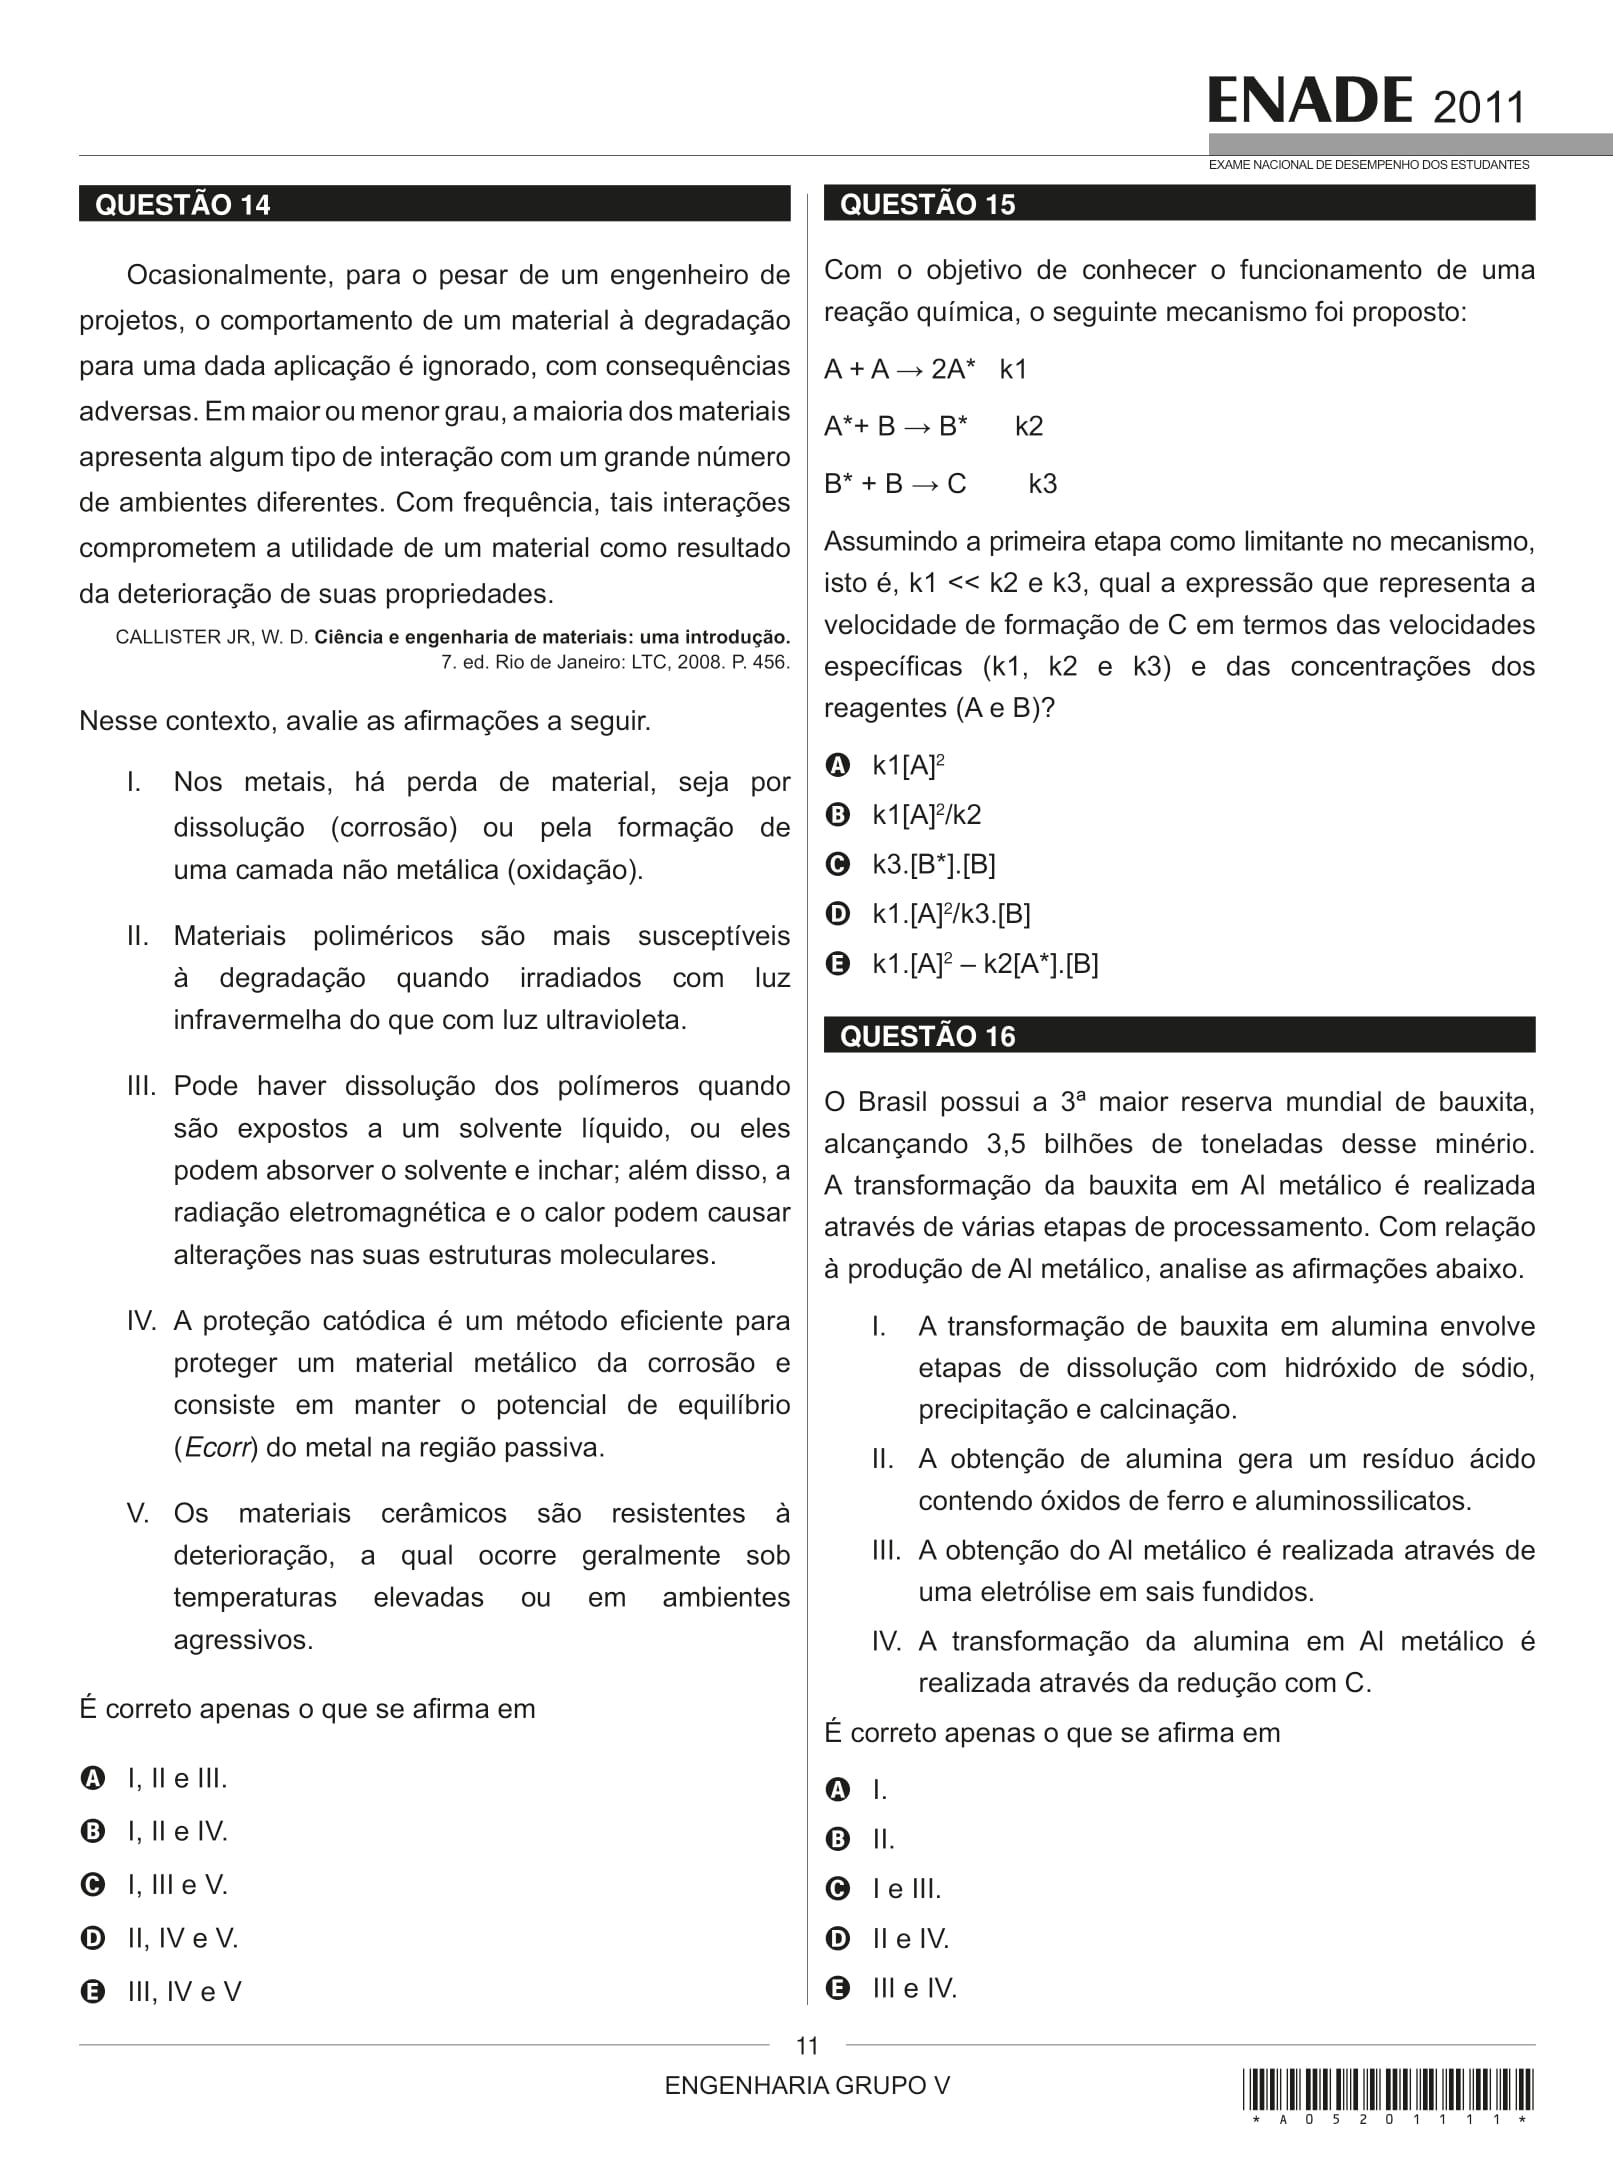 ENADE 2011
EXAME NACIONAL DE DESEMPENHO DOS ESTUDANTES
QUESTÃO 14
Ocasionalmente, para o pesar de um engenheiro de
projetos, o comportamento de um material à degradação
para uma dada aplicação é ignorado, com consequências
adversas. Em maior ou menor grau, a maioria dos materiais
apresenta algum tipo de interação com um grande número
de ambientes diferentes. Com frequência, tais interações
comprometem a utilidade de um material como resultado
da deterioração de suas propriedades.
CALLISTER JR, W. D. Ciência e engenharia de materiais: uma introdução.
7. ed. Rio de Janeiro: LTC, 2008. P. 456.
Nesse contexto, avalie as afirmações a seguir.
I. Nos metais, há perda de material, seja por
dissolução (corrosão) ou pela formação de
uma camada não metálica (oxidação).
II. Materiais poliméricos são mais susceptíveis
à degradação quando irradiados com luz
infravermelha do que com luz ultravioleta.
III. Pode haver dissolução dos polímeros quando
são expostos a um solvente líquido, ou eles
podem absorver o solvente e inchar; além disso, a
radiação eletromagnética e o calor podem causar
alterações nas suas estruturas moleculares.
IV. A proteção catódica é um método eficiente para
proteger um material metálico da corrosão e
consiste em manter o potencial de equilíbrio
(Ecorr) do metal na região passiva.
V. Os materiais cerâmicos são resistentes à
deterioração, a qual ocorre geralmente sob
temperaturas elevadas ou em ambientes
agressivos.
É correto apenas o que se afirma em
A I, II e III.
B I, II e IV.
C I, III e V.
D II, IV e V.
E III, IV e V
QUESTÃO 15
Com o objetivo de conhecer o funcionamento de uma
reação química, o seguinte mecanismo foi proposto:
A + A → 2A* k1
A*+ B → B* k2
B* + B → C k3
Assumindo a primeira etapa como limitante no mecanismo,
isto é, k1 << k2 e k3, qual a expressão que representa a
velocidade de formação de C em termos das velocidades
específicas (k1, k2 e k3) e das concentrações dos
reagentes (A e B)?
A k1[A]²
B k1[A]²/k2
C k3.[B*].[B]
D k1.[A]²/k3.[B]
E k1.[A]² – k2[A*].[B]
QUESTÃO 16
O Brasil possui a 3ª maior reserva mundial de bauxita,
alcançando 3,5 bilhões de toneladas desse minério.
A transformação da bauxita em Al metálico é realizada
através de várias etapas de processamento. Com relação
à produção de Al metálico, analise as afirmações abaixo.
I. A transformação de bauxita em alumina envolve
etapas de dissolução com hidróxido de sódio,
precipitação e calcinação.
II. A obtenção de alumina gera um resíduo ácido
contendo óxidos de ferro e aluminossilicatos.
III. A obtenção do Al metálico é realizada através de
uma eletrólise em sais fundidos.
IV. A transformação da alumina em Al metálico é
realizada através da redução com C.
É correto apenas o que se afirma em
A I.
B II.
C I e III.
D II e IV.
E III e IV.
11
ENGENHARIA GRUPO V
* A 0 5 2 0 1 1 1 1 *